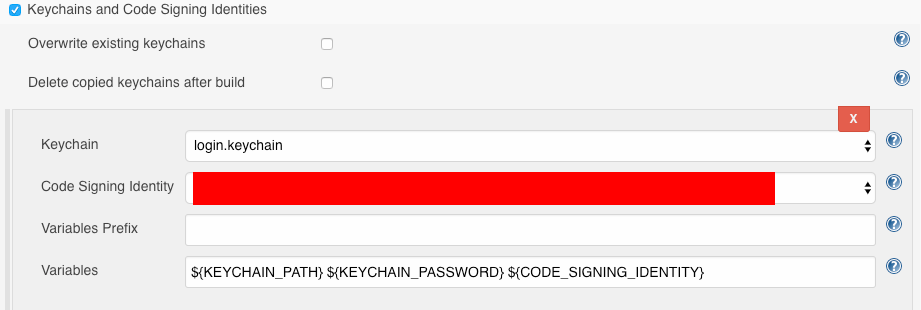 Keychains and Code Signing Identities
Overwrite existing keychains
?
Delete copied keychains after build
?
X
Keychain login.keychain
?
Code Signing Identity
?
Variables Prefix
?
Variables ${KEYCHAIN_PATH} ${KEYCHAIN_PASSWORD} ${CODE_SIGNING_IDENTITY}
?